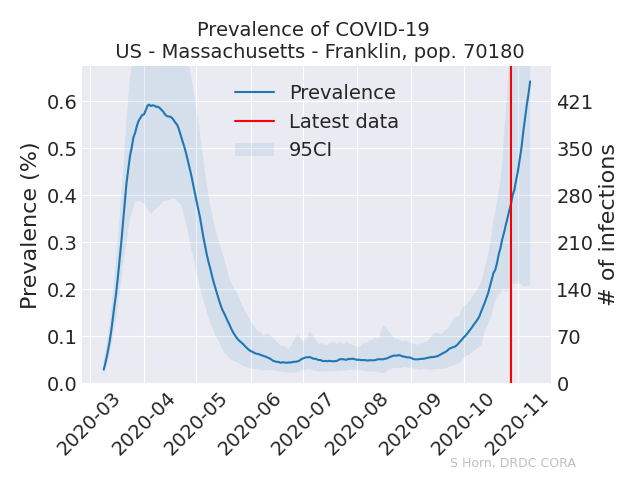 Prevalence of COVID-19
US - Massachusetts - Franklin, pop. 70180
Prevalence
Latest data
95CI
Prevalence (%)
0.6
0.5
0.4
0.3
0.2
0.1
0.0
421
350
280
210
140
70
0
# of infections
2020-03
2020-04
2020-05
2020-06
2020-07
2020-08
2020-09
2020-10
2020-11
S Horn, DRDC CORA